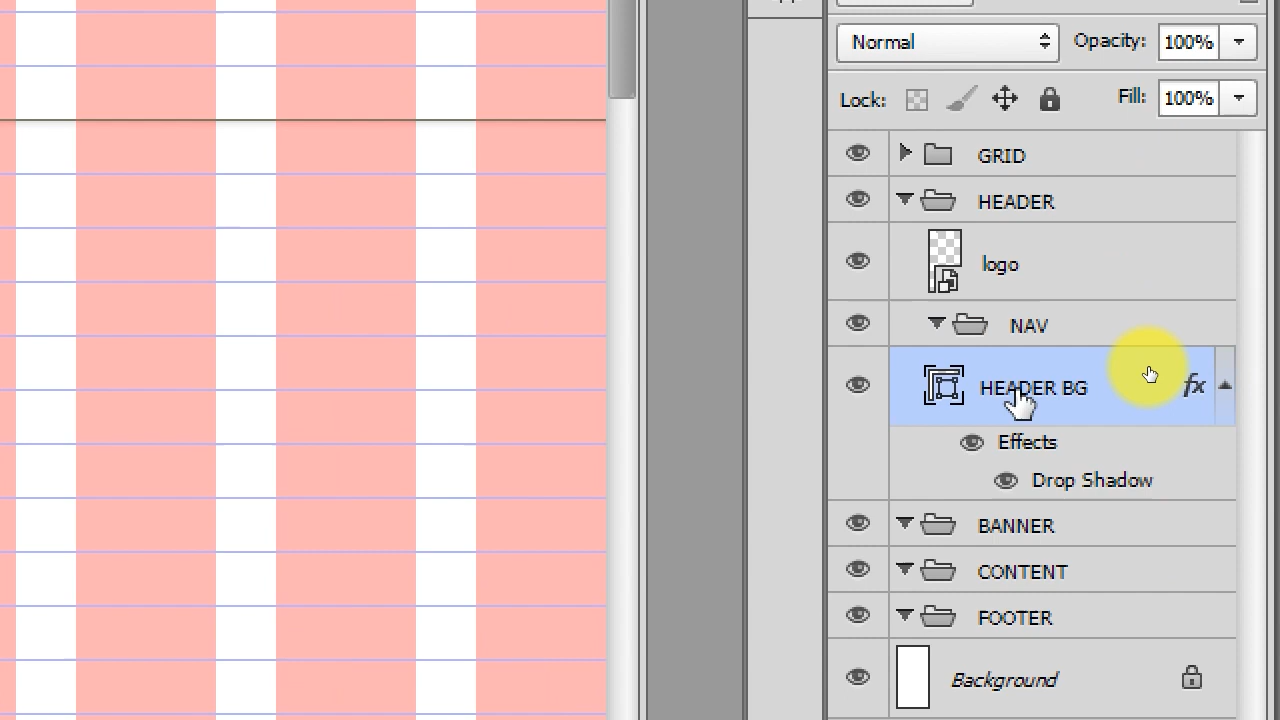 Normal
Opacity: 100%
Lock:
Fill: 100%
GRID
HEADER
logo
NAV
HEADER BG fx
Effects
Drop Shadow
BANNER
CONTENT
FOOTER
Background